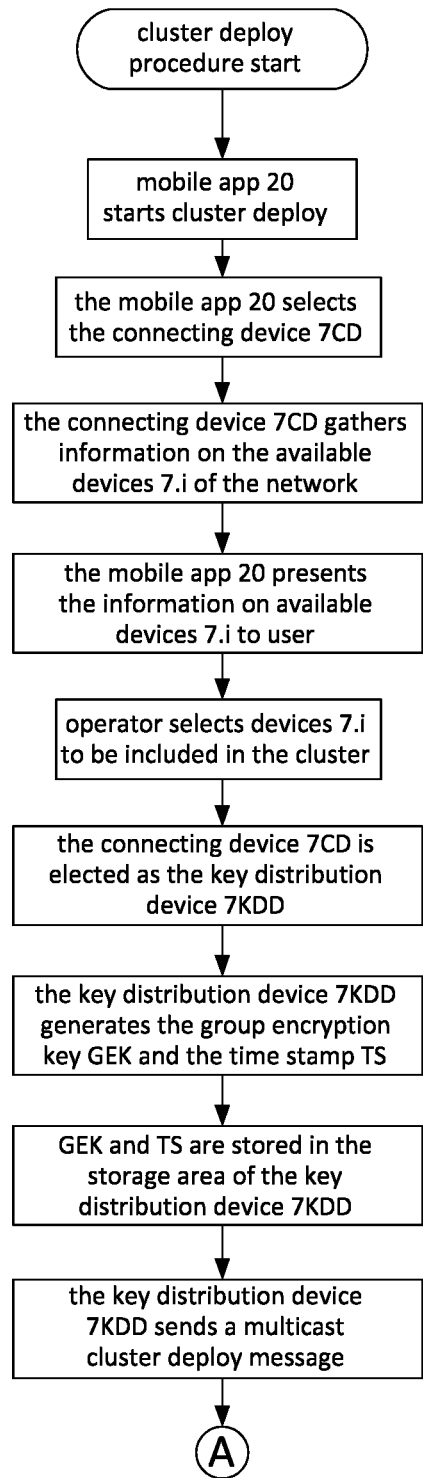 cluster deploy
procedure start
mobile app 20
starts cluster deploy
the mobile app 20 selects
the connecting device 7CD
the connecting device 7CD gathers
information on the available
devices 7.i of the network
the mobile app 20 presents
the information on available
devices 7.i to user
operator selects devices 7.i
to be included in the cluster
the connecting device 7CD is
elected as the key distribution
device 7KDD
the key distribution device 7KDD
generates the group encryption
key GEK and the time stamp TS
GEK and TS are stored in the
storage area of the key
distribution device 7KDD
the key distribution device
7KDD sends a multicast
cluster deploy message
A